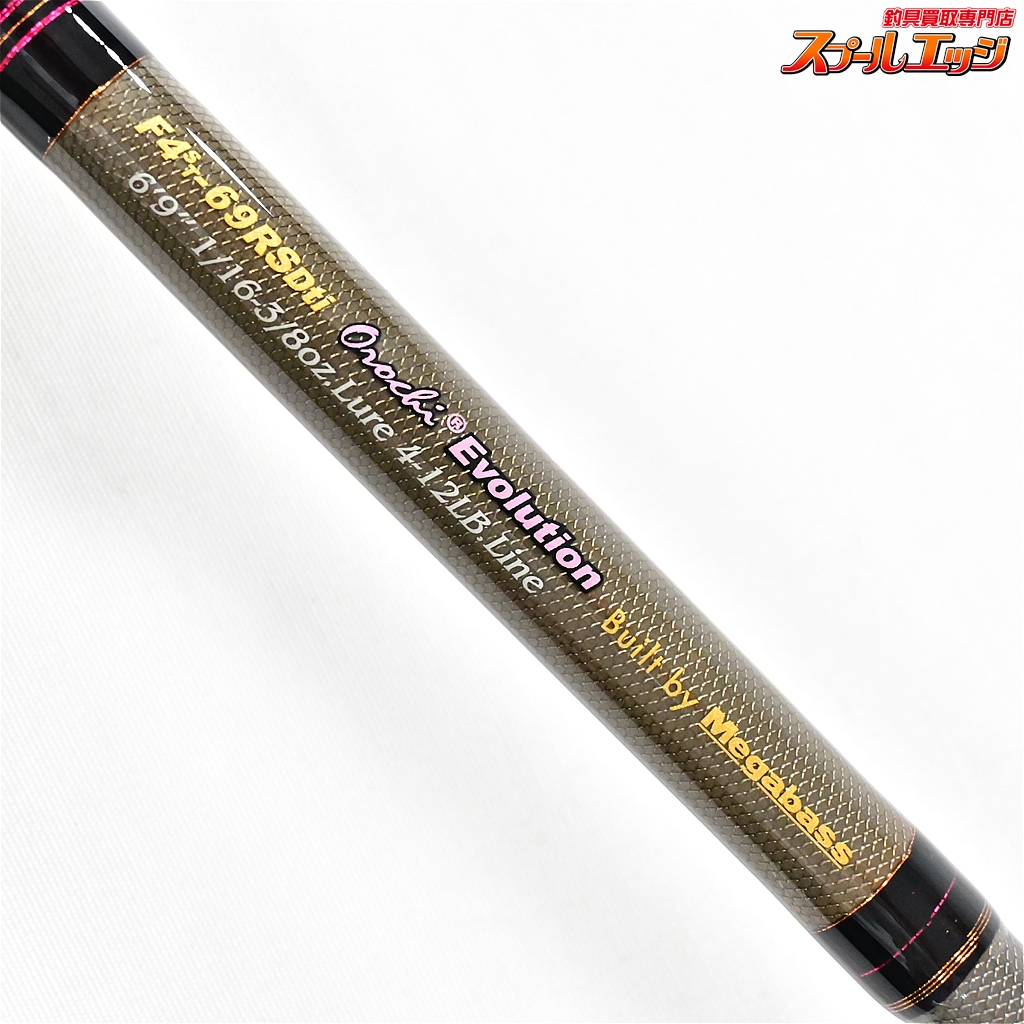 釣具買取専門店
スプールエッジ
F4ST-69RSDti Orochi® Evolution Built by Megabass
6'9" 1/16-3/8oz.Lure 4-12LB Line